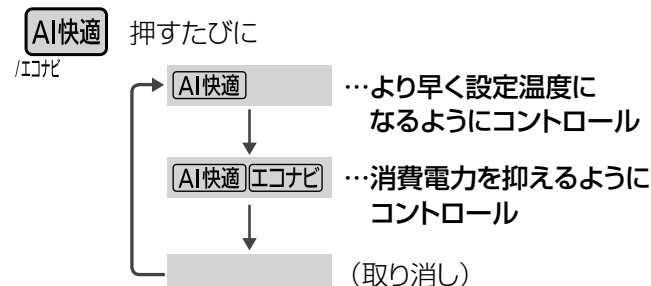 AI快適 押すたびに
/エコナビ
AI快適 …より早く設定温度に
なるようにコントロール
AI快適 エコナビ …消費電力を抑えるように
コントロール
(取り消し)